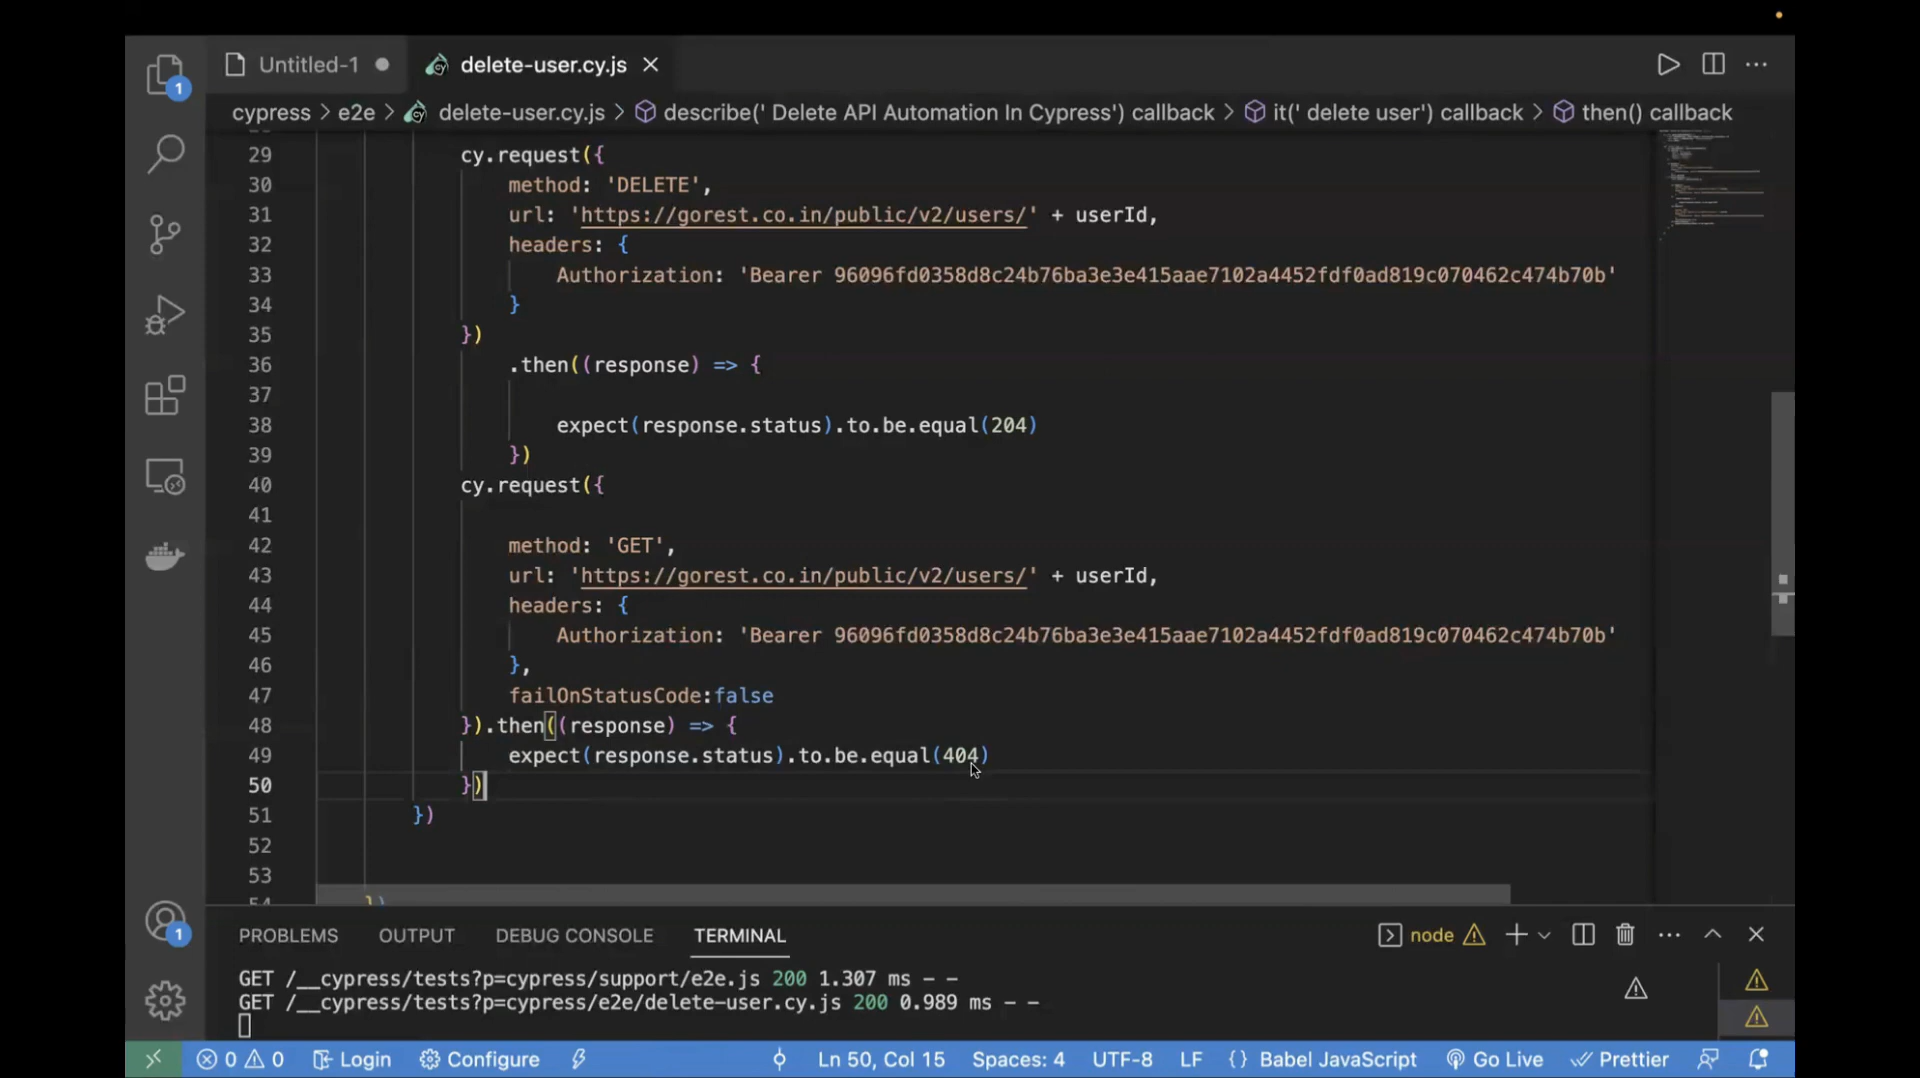 Untitled-1
delete-user.cy.js
cypress > e2e > delete-user.cy.js > describe(' Delete API Automation In Cypress') callback > it(' delete user') callback > then() callback
29 cy.request({
30 method: 'DELETE',
31 url: 'https://gorest.co.in/public/v2/users/' + userId,
32 headers: {
33 Authorization: 'Bearer 96096fd0358d8c24b76ba3e3e415aae7102a4452fdf0ad819c070462c474b70b'
34 }
35 })
36 .then((response) => {
37
38 expect(response.status).to.be.equal(204)
39 })
40 cy.request({
41
42 method: 'GET',
43 url: 'https://gorest.co.in/public/v2/users/' + userId,
44 headers: {
45 Authorization: 'Bearer 96096fd0358d8c24b76ba3e3e415aae7102a4452fdf0ad819c070462c474b70b'
46 },
47 failOnStatusCode:false
48 }).then((response) => {
49 expect(response.status).to.be.equal(404)
50 })
51 })
52
53
54 })
PROBLEMS OUTPUT DEBUG CONSOLE TERMINAL node
GET /__cypress/tests?p=cypress/support/e2e.js 200 1.307 ms - -
GET /__cypress/tests?p=cypress/e2e/delete-user.cy.js 200 0.989 ms - -
0 0 Login Configure Ln 50, Col 15 Spaces: 4 UTF-8 LF {} Babel JavaScript Go Live Prettier
1
1